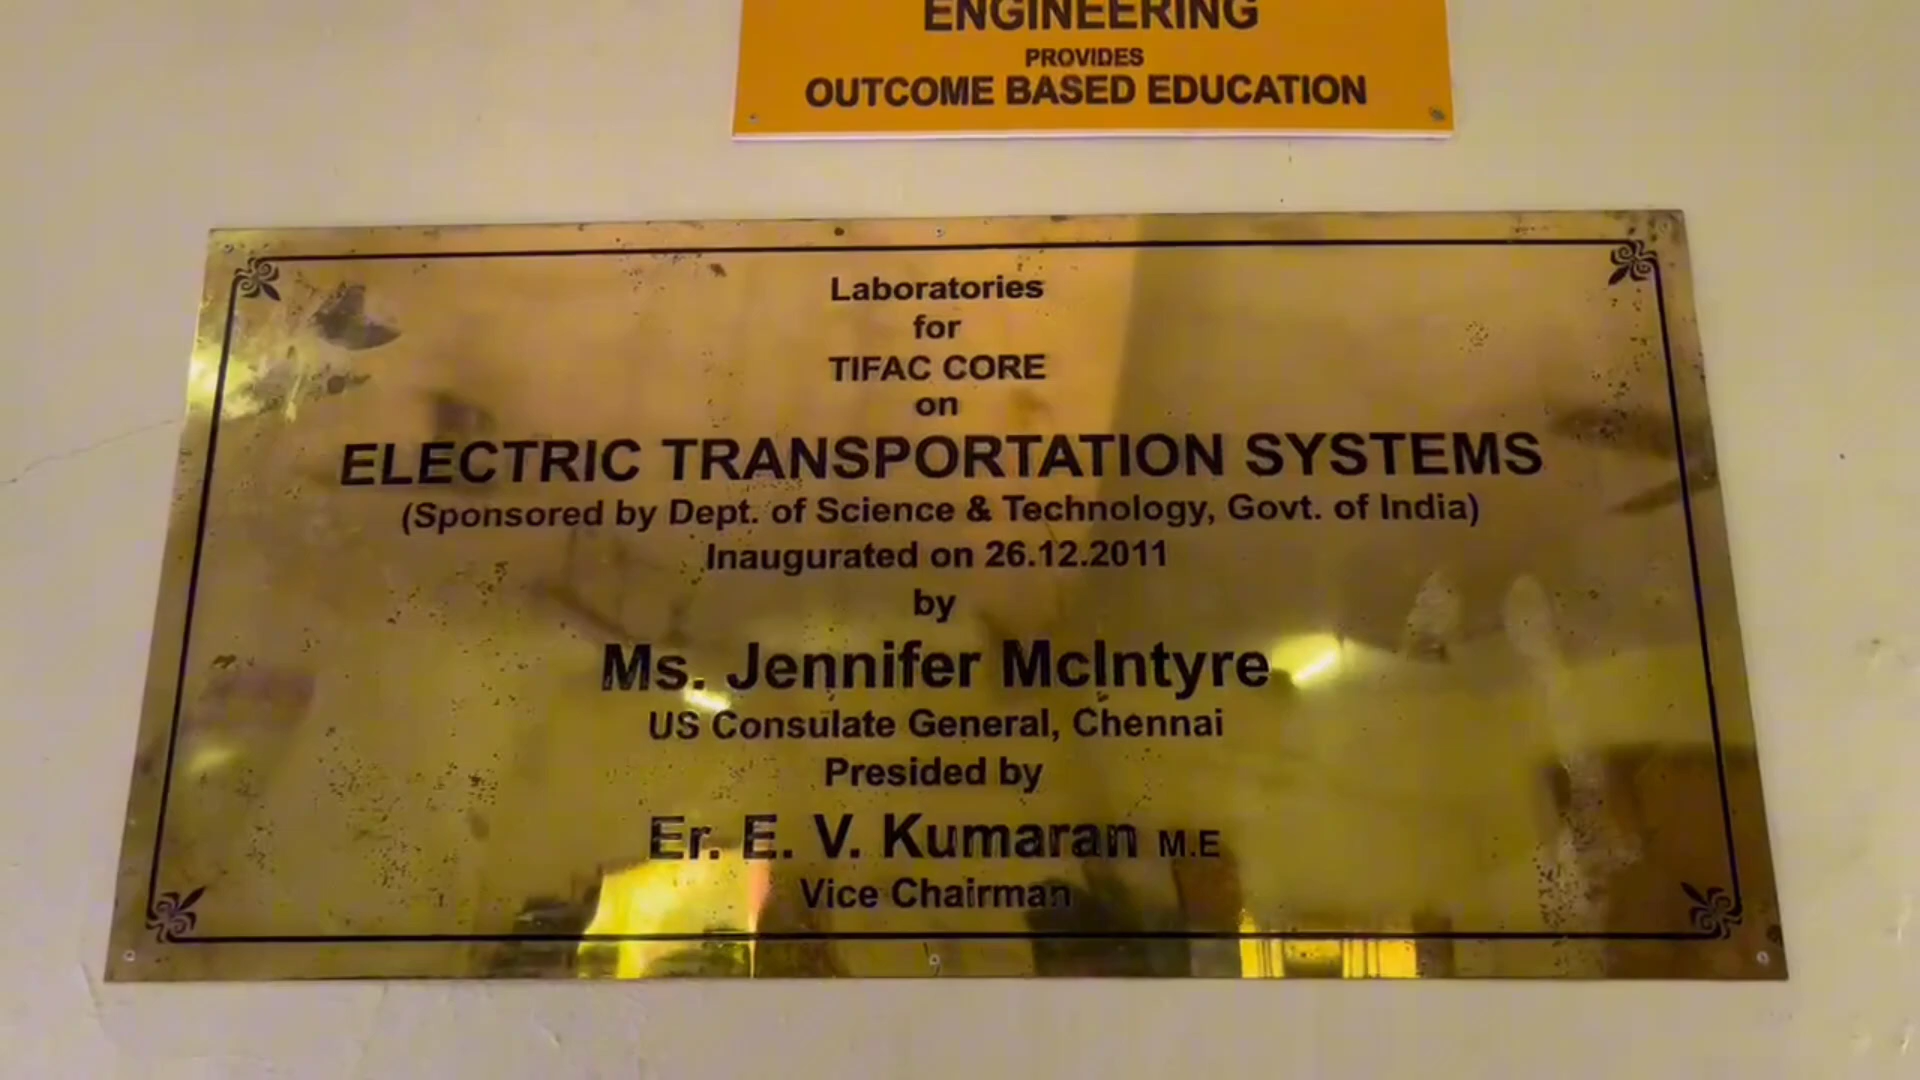 ENGINEERING
PROVIDES
OUTCOME BASED EDUCATION
Laboratories
for
TIFAC CORE
on
ELECTRIC TRANSPORTATION SYSTEMS
(Sponsored by Dept. of Science & Technology, Govt. of India)
Inaugurated on 26.12.2011
by
Ms. Jennifer McIntyre
US Consulate General, Chennai
Presided by
Er. E. V. Kumaran M.E
Vice Chairman